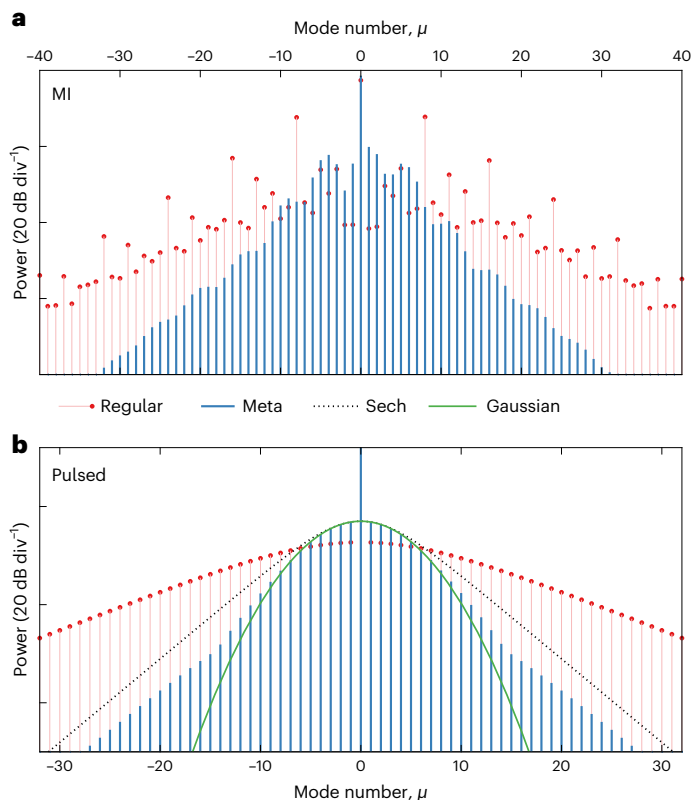 a
Mode number, μ
−40 −30 −20 −10 0 10 20 30 40
MI
Power (20 dB div⁻¹)
Regular Meta Sech Gaussian
b
Pulsed
Power (20 dB div⁻¹)
−30 −20 −10 0 10 20 30
Mode number, μ